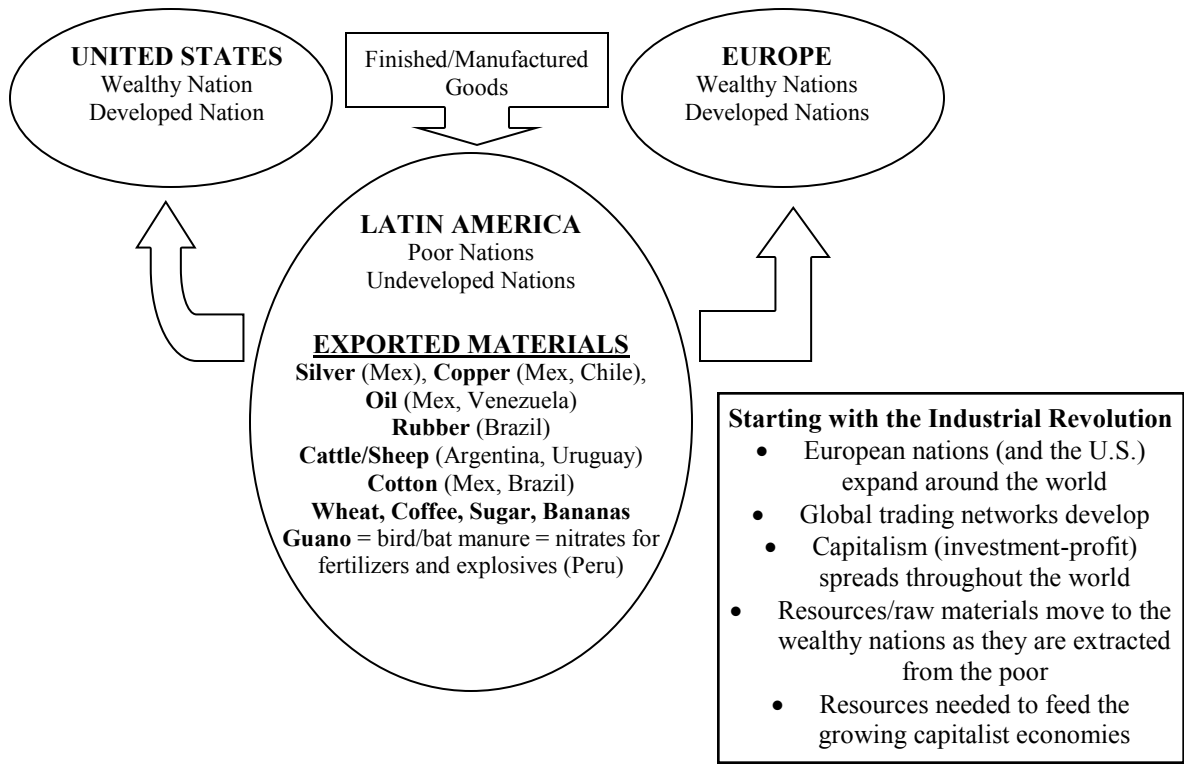 UNITED STATES
Wealthy Nation
Developed Nation
Finished/Manufactured
Goods
EUROPE
Wealthy Nations
Developed Nations
LATIN AMERICA
Poor Nations
Undeveloped Nations
EXPORTED MATERIALS
Silver (Mex), Copper (Mex, Chile),
Oil (Mex, Venezuela)
Rubber (Brazil)
Cattle/Sheep (Argentina, Uruguay)
Cotton (Mex, Brazil)
Wheat, Coffee, Sugar, Bananas
Guano = bird/bat manure = nitrates for
fertilizers and explosives (Peru)
Starting with the Industrial Revolution
• European nations (and the U.S.)
expand around the world
• Global trading networks develop
• Capitalism (investment-profit)
spreads throughout the world
• Resources/raw materials move to the
wealthy nations as they are extracted
from the poor
• Resources needed to feed the
growing capitalist economies